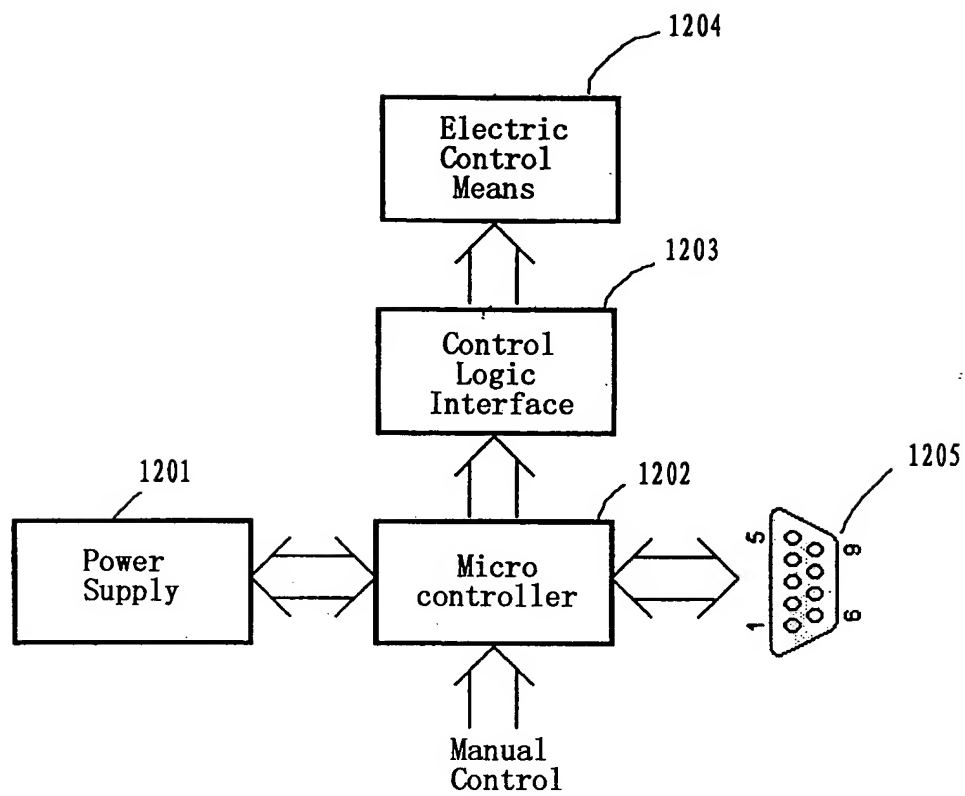 1204
Electric
Control
Means
1203
Control
Logic
Interface
1201
1202
1205
Power
Supply
Micro
controller
5
9
1
6
Manual
Control